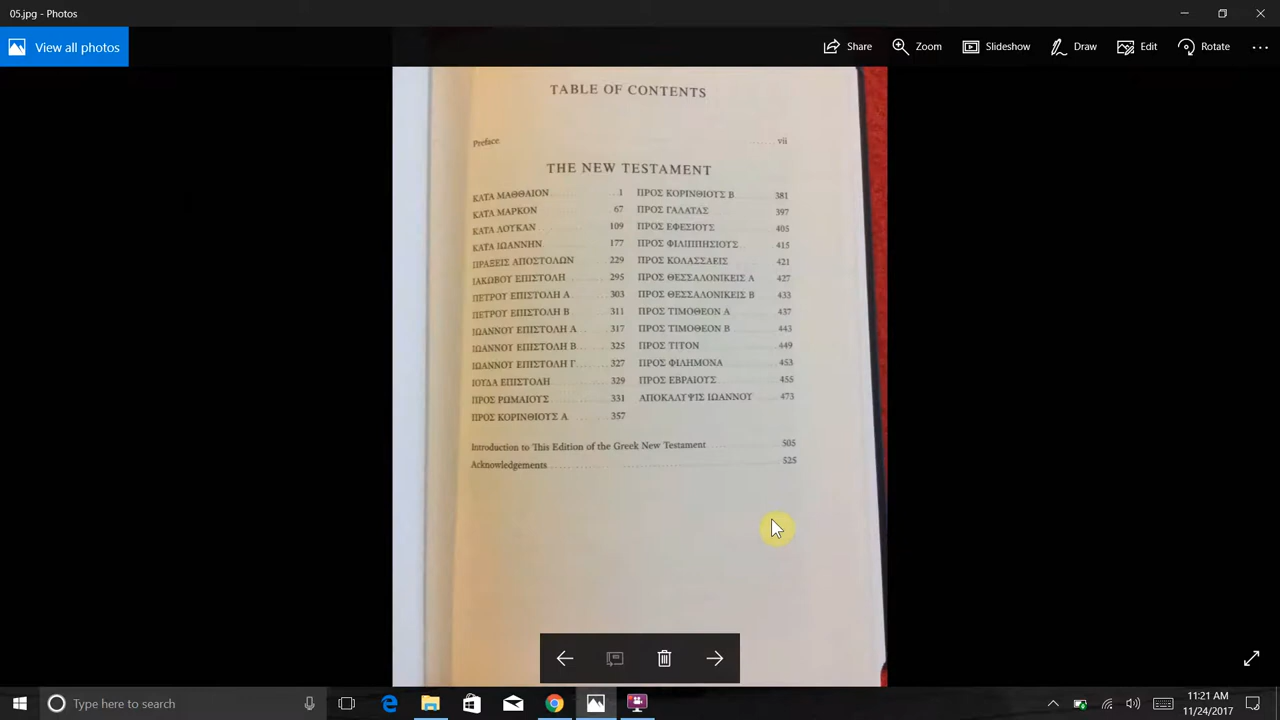 05.jpg - Photos
View all photos
Share
Zoom
Slideshow
Draw
Edit
Rotate
TABLE OF CONTENTS
Preface ...... vii
THE NEW TESTAMENT
ΚΑΤΑ ΜΑΘΘΑΙΟΝ 1
ΚΑΤΑ ΜΑΡΚΟΝ 67
ΚΑΤΑ ΛΟΥΚΑΝ 109
ΚΑΤΑ ΙΩΑΝΝΗΝ 177
ΠΡΑΞΕΙΣ ΑΠΟΣΤΟΛΩΝ 229
ΙΑΚΩΒΟΥ ΕΠΙΣΤΟΛΗ 295
ΠΕΤΡΟΥ ΕΠΙΣΤΟΛΗ Α 303
ΠΕΤΡΟΥ ΕΠΙΣΤΟΛΗ Β 311
ΙΩΑΝΝΟΥ ΕΠΙΣΤΟΛΗ Α 317
ΙΩΑΝΝΟΥ ΕΠΙΣΤΟΛΗ Β 325
ΙΩΑΝΝΟΥ ΕΠΙΣΤΟΛΗ Γ 327
ΙΟΥΔΑ ΕΠΙΣΤΟΛΗ 329
ΠΡΟΣ ΡΩΜΑΙΟΥΣ 331
ΠΡΟΣ ΚΟΡΙΝΘΙΟΥΣ Α 357
ΠΡΟΣ ΚΟΡΙΝΘΙΟΥΣ Β 381
ΠΡΟΣ ΓΑΛΑΤΑΣ 397
ΠΡΟΣ ΕΦΕΣΙΟΥΣ 405
ΠΡΟΣ ΦΙΛΙΠΠΗΣΙΟΥΣ 415
ΠΡΟΣ ΚΟΛΑΣΣΑΕΙΣ 421
ΠΡΟΣ ΘΕΣΣΑΛΟΝΙΚΕΙΣ Α 427
ΠΡΟΣ ΘΕΣΣΑΛΟΝΙΚΕΙΣ Β 433
ΠΡΟΣ ΤΙΜΟΘΕΟΝ Α 437
ΠΡΟΣ ΤΙΜΟΘΕΟΝ Β 443
ΠΡΟΣ ΤΙΤΟΝ 449
ΠΡΟΣ ΦΙΛΗΜΟΝΑ 453
ΠΡΟΣ ΕΒΡΑΙΟΥΣ 455
ΑΠΟΚΑΛΥΨΙΣ ΙΩΑΝΝΟΥ 473
Introduction to This Edition of the Greek New Testament 505
Acknowledgements 525
Type here to search
11:21 AM
11/24/2017